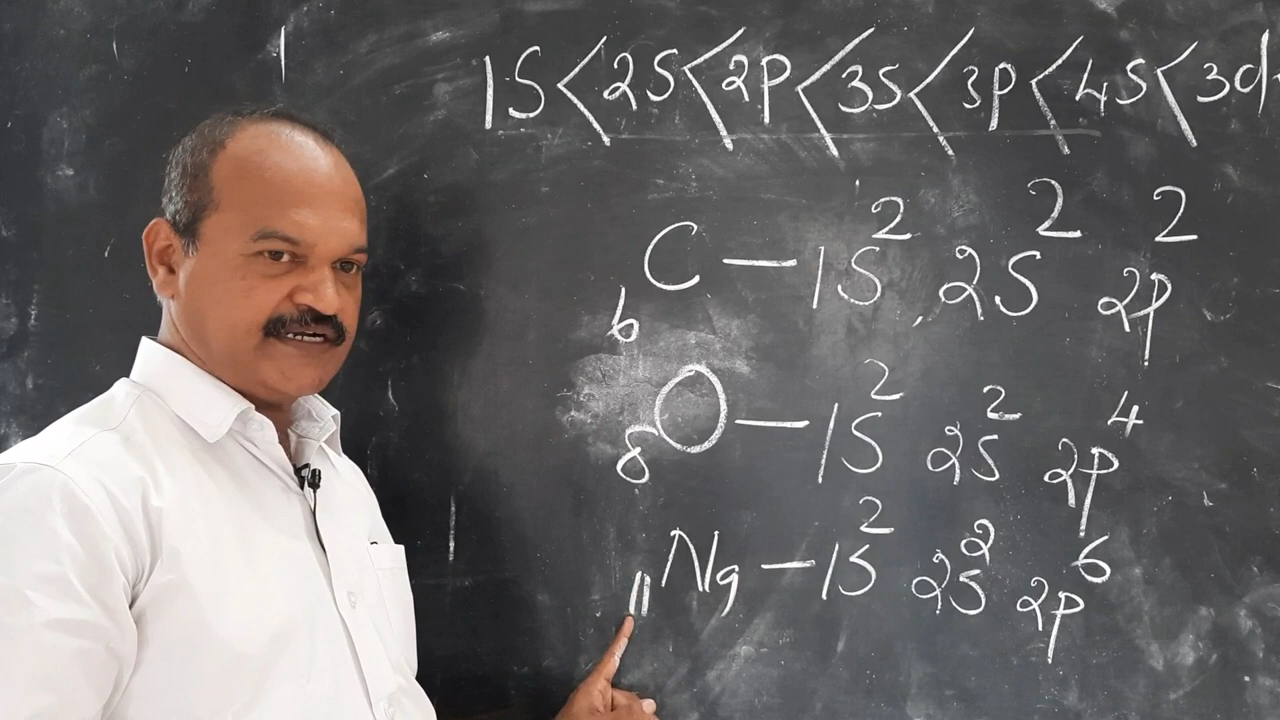 1S<2S<2p<3S<3p<4S<3d
6C — 1S², 2S² 2p²
8O — 1S² 2S² 2p⁴
11Na — 1S² 2S² 2p⁶